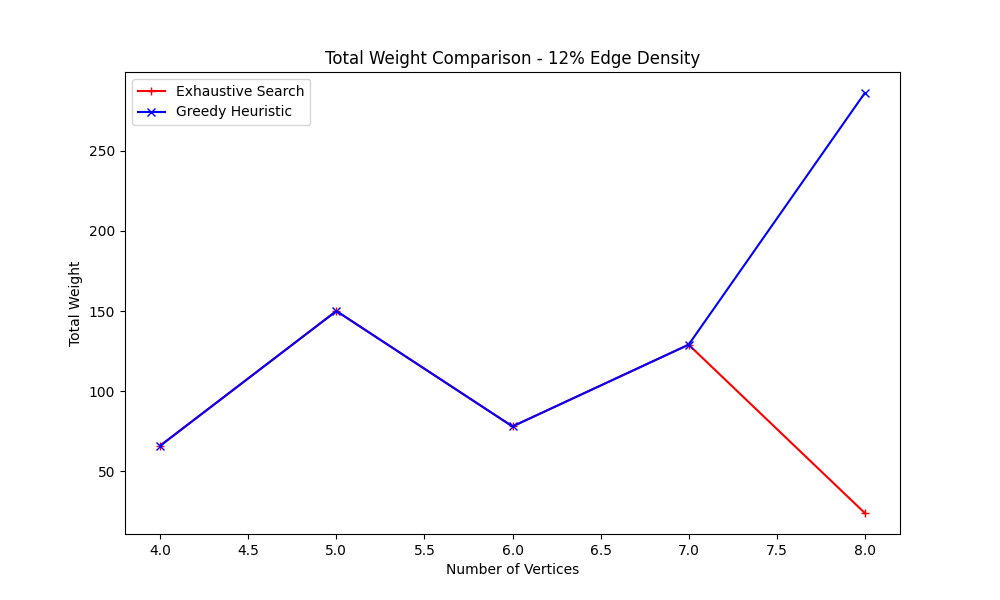 Total Weight Comparison - 12% Edge Density
Exhaustive Search
Greedy Heuristic
Total Weight
250
200
150
100
50
4.0 4.5 5.0 5.5 6.0 6.5 7.0 7.5 8.0
Number of Vertices